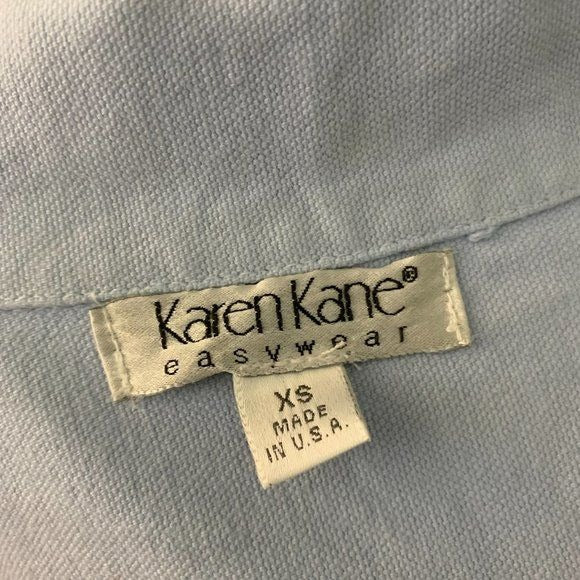 Karen Kane®
easywear
XS
MADE
IN U.S.A.